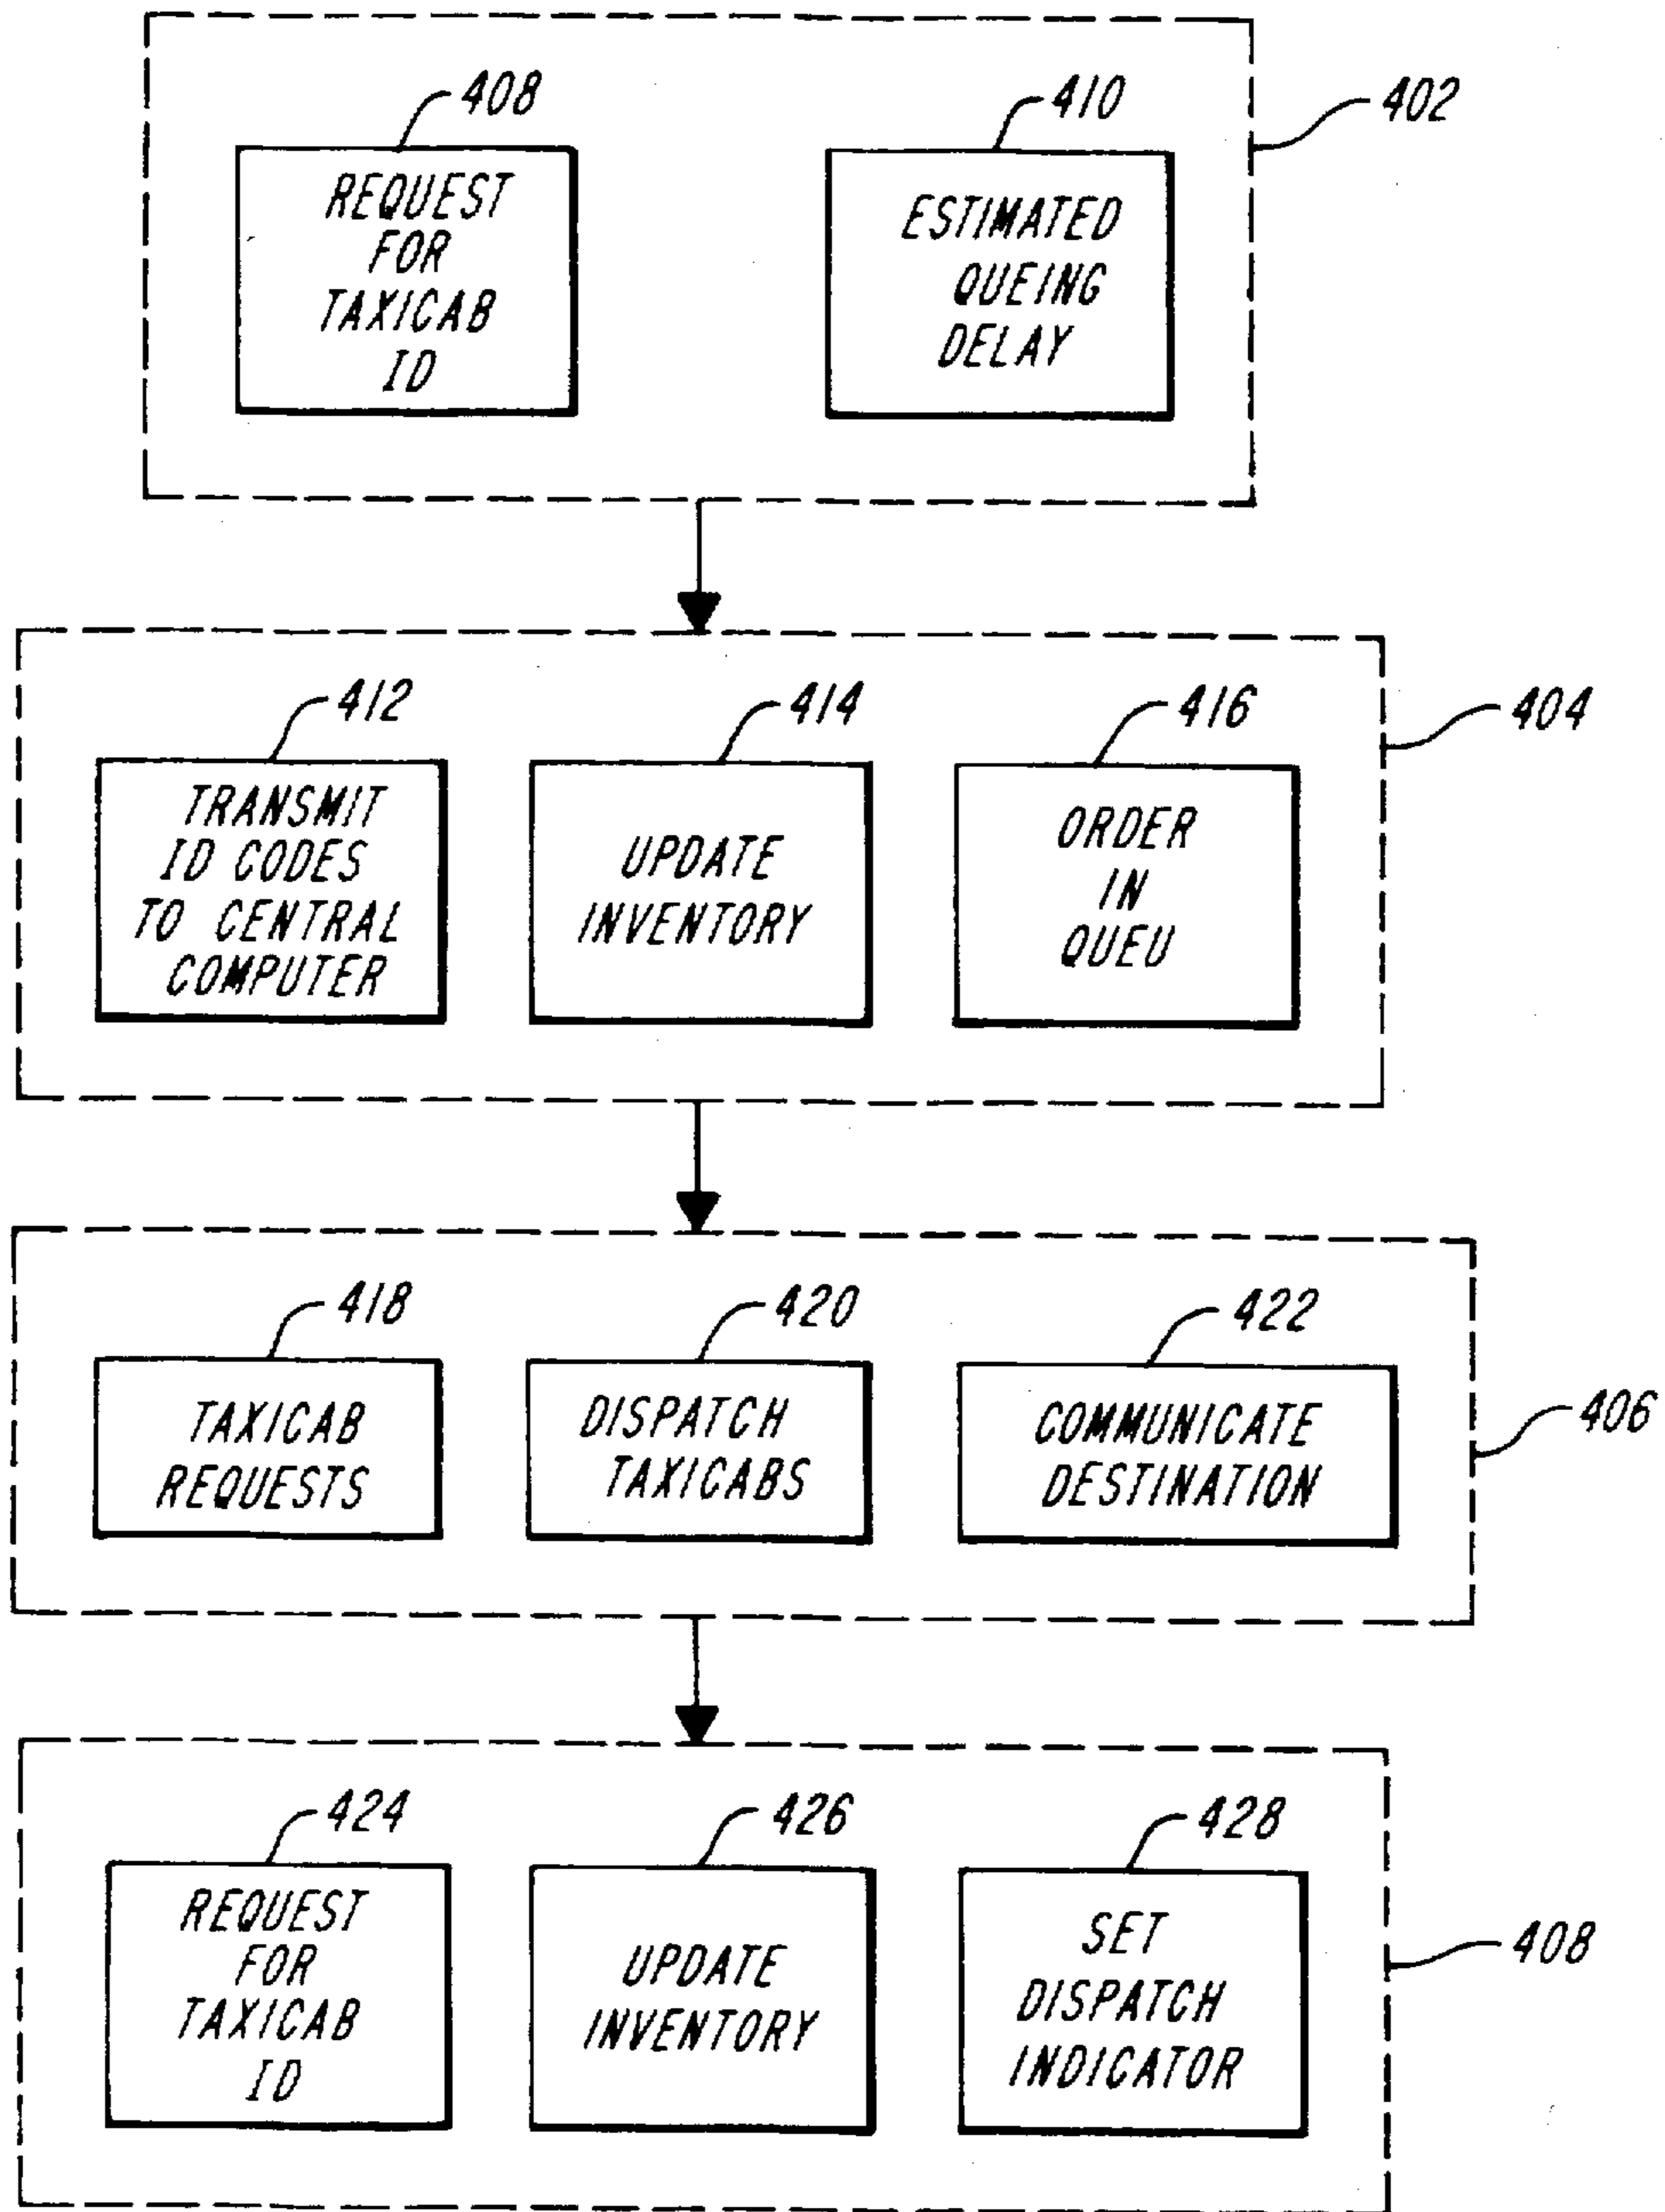 408
410
402
REQUEST
FOR
TAXICAB
ID
ESTIMATED
QUEING
DELAY
412
414
416
404
TRANSMIT
ID CODES
TO CENTRAL
COMPUTER
UPDATE
INVENTORY
ORDER
IN
QUEU
418
420
422
406
TAXICAB
REQUESTS
DISPATCH
TAXICABS
COMMUNICATE
DESTINATION
424
426
428
408
REQUEST
FOR
TAXICAB
ID
UPDATE
INVENTORY
SET
DISPATCH
INDICATOR